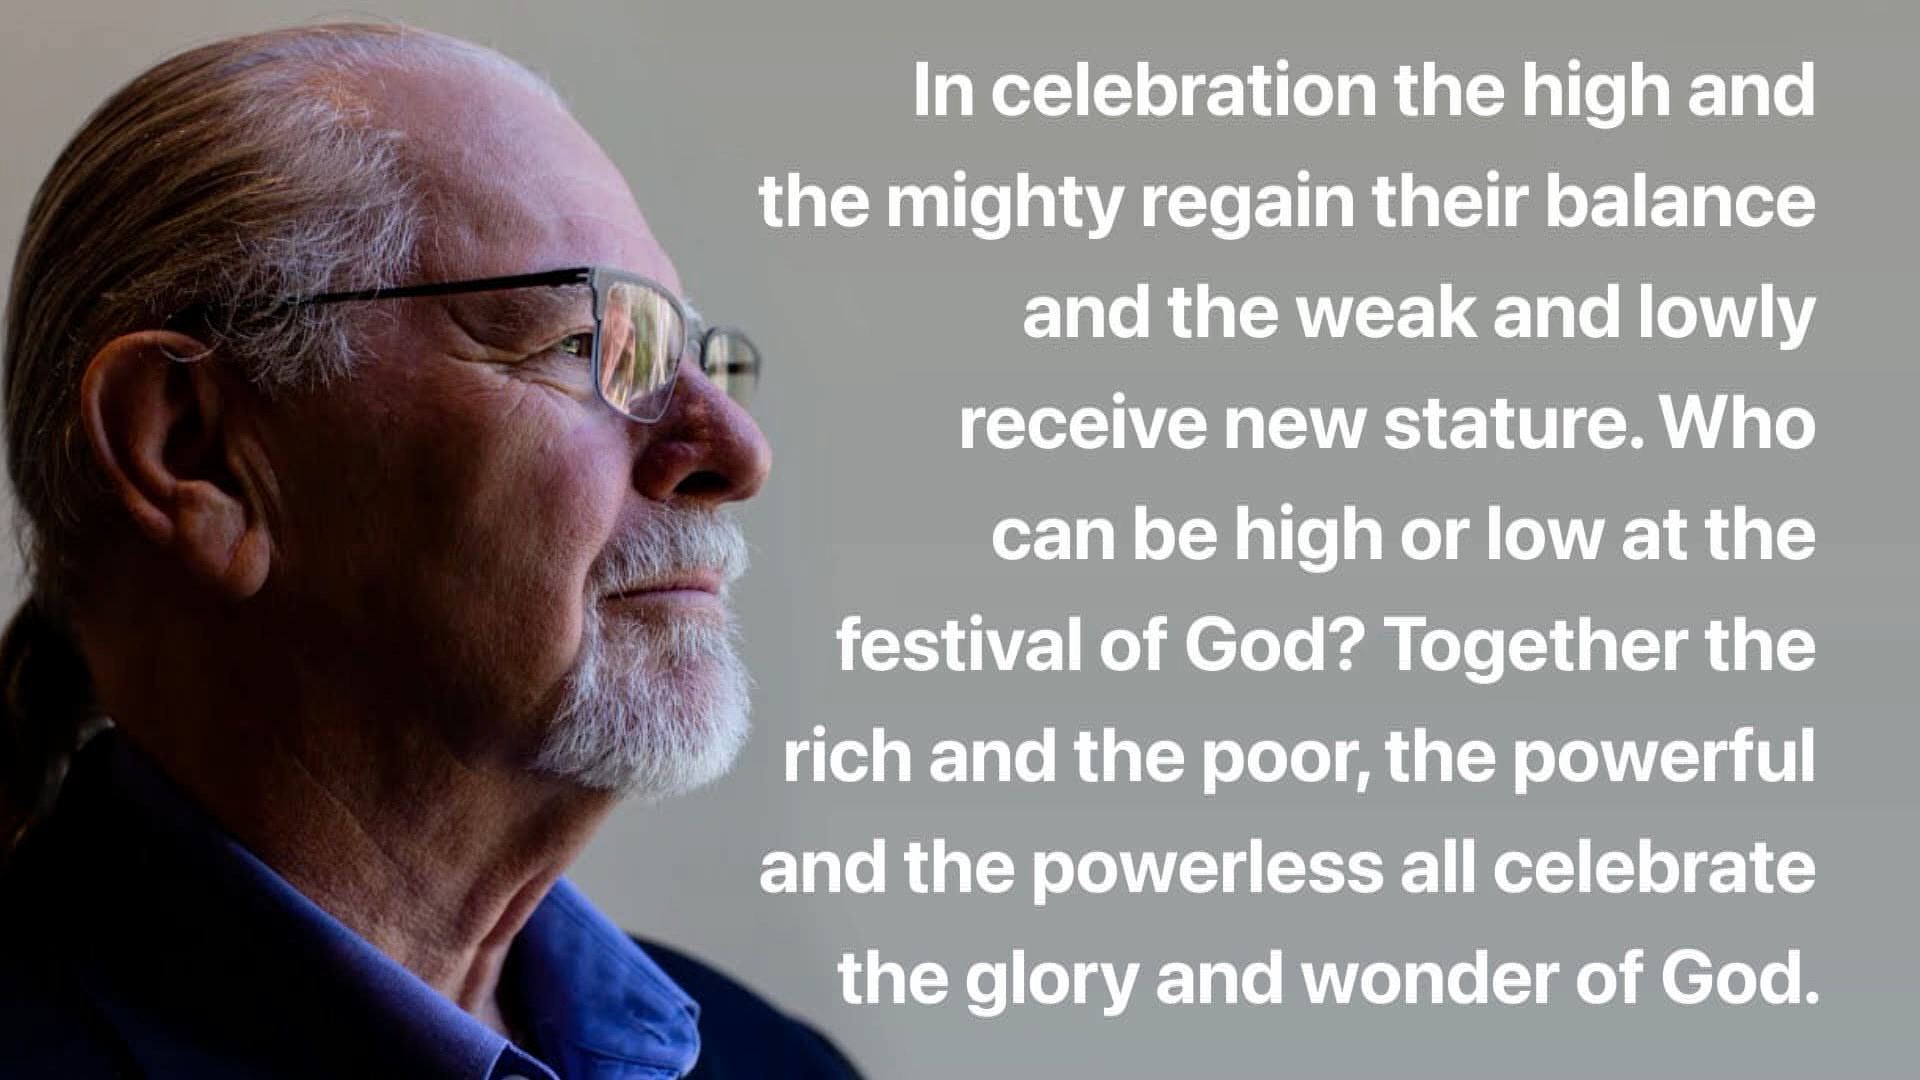 In celebration the high and
the mighty regain their balance
and the weak and lowly
receive new stature. Who
can be high or low at the
festival of God? Together the
rich and the poor, the powerful
and the powerless all celebrate
the glory and wonder of God.